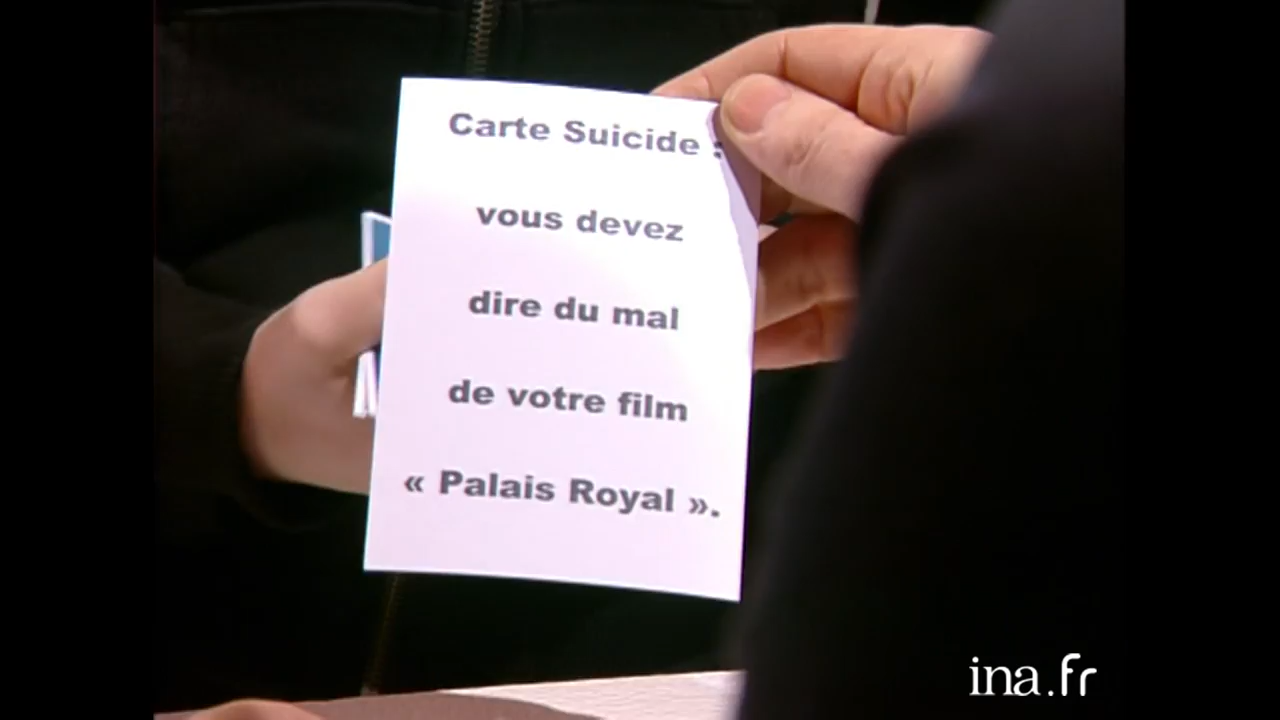 Carte Suicide :
vous devez
dire du mal
de votre film
« Palais Royal ».
ina.fr